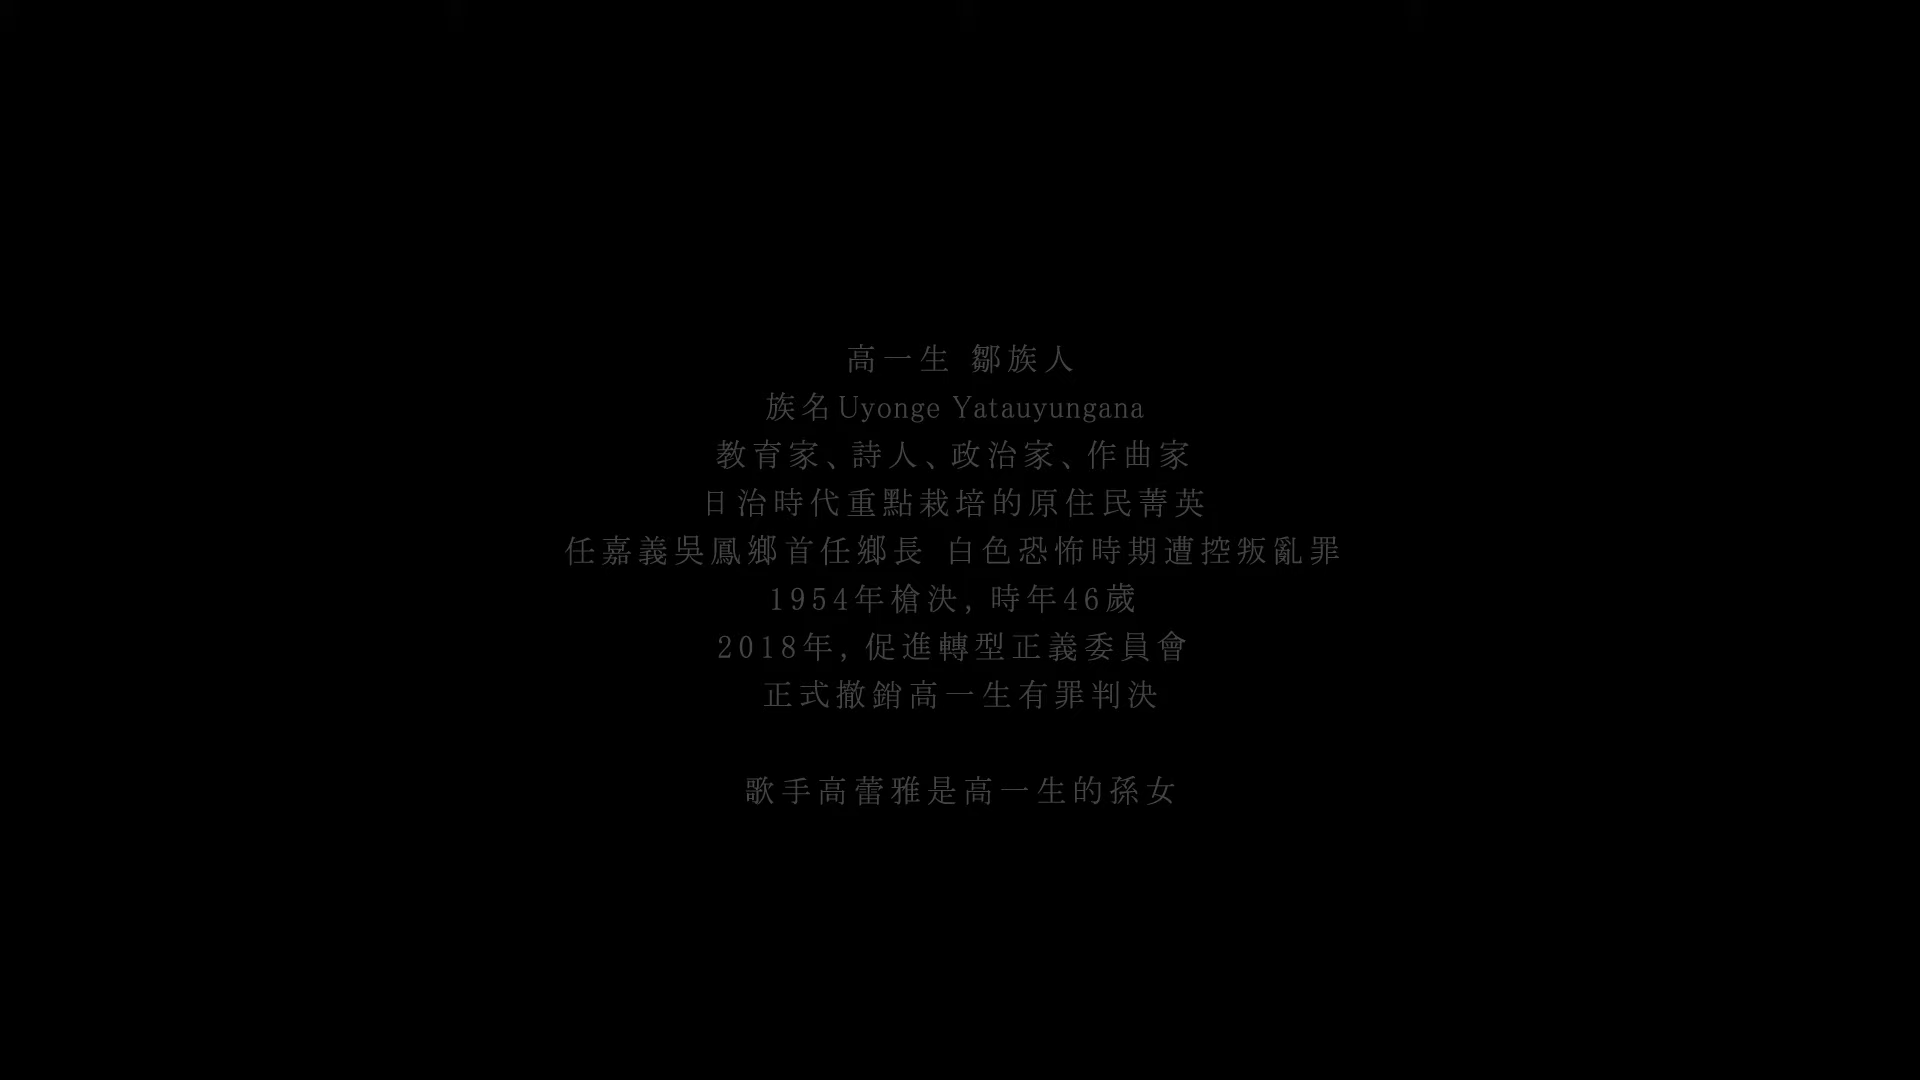 高一生 鄒族人
族名Uyonge Yatauyungana
教育家、詩人、政治家、作曲家
日治時代重點栽培的原住民菁英
任嘉義吳鳳鄉首任鄉長 白色恐怖時期遭控叛亂罪
1954年槍決, 時年46歲
2018年, 促進轉型正義委員會
正式撤銷高一生有罪判決
歌手高蕾雅是高一生的孫女